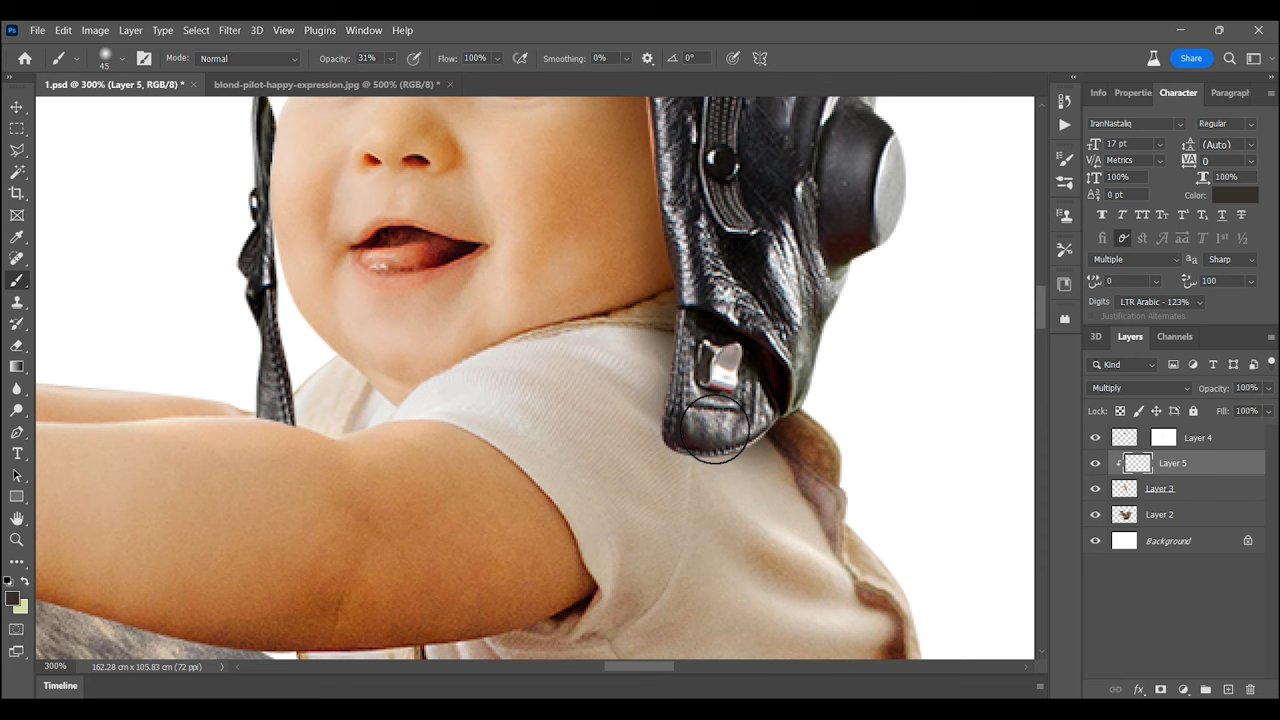 Ps File Edit Image Layer Type Select Filter 3D View Plugins Window Help
45 Mode: Normal Opacity: 31% Flow: 100% Smoothing: 0% 0° Share
1.psd @ 300% (Layer 5, RGB/8) * × blond-pilot-happy-expression.jpg @ 500% (RGB/8) * ×
Info Propertie Character Paragraph
IranNastaliq Regular
17 pt (Auto)
Metrics 0
100% 100%
0 pt Color:
Multiple Sharp
0 100
Digits LTR Arabic - 123%
Justification Alternates
3D Layers Channels
Kind
Multiply Opacity: 100%
Lock: Fill: 100%
Layer 4
Layer 5
Layer 3
Layer 2
Background
300% 162.28 cm x 105.83 cm (72 ppi)
Timeline